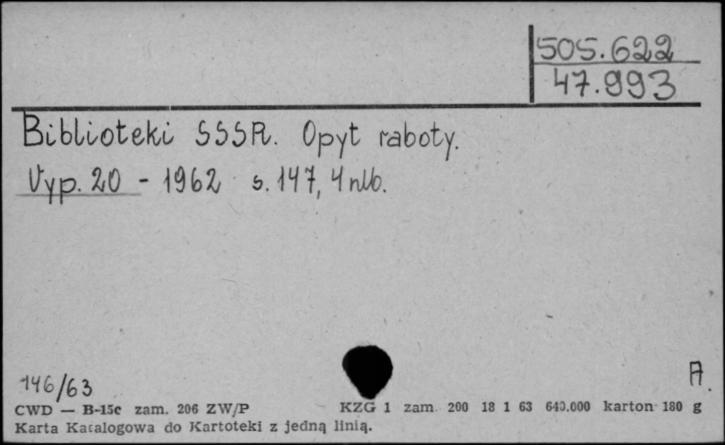 505.622
47.993
Biblioteki SSSR. Opyt raboty.
Vyp. 20 - 1962 s. 147, 4 nlb.
146/63
A.
CWD — B-15c zam. 206 ZW/P KZG 1 zam 200 18 1 63 640.000 karton 180 g
Karta Katalogowa do Kartoteki z jedną linią.